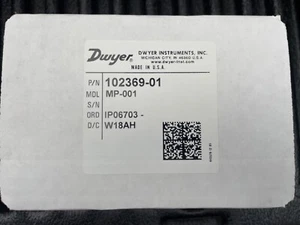 Dwyer
DWYER INSTRUMENTS, INC.
MICHIGAN CITY, IN 46360 U.S.A.
www.dwyer-inst.com
MADE IN U.S.A.
P/N 102369-01
MDL MP-001
S/N
ORD IP06703 -
D/C W18AH